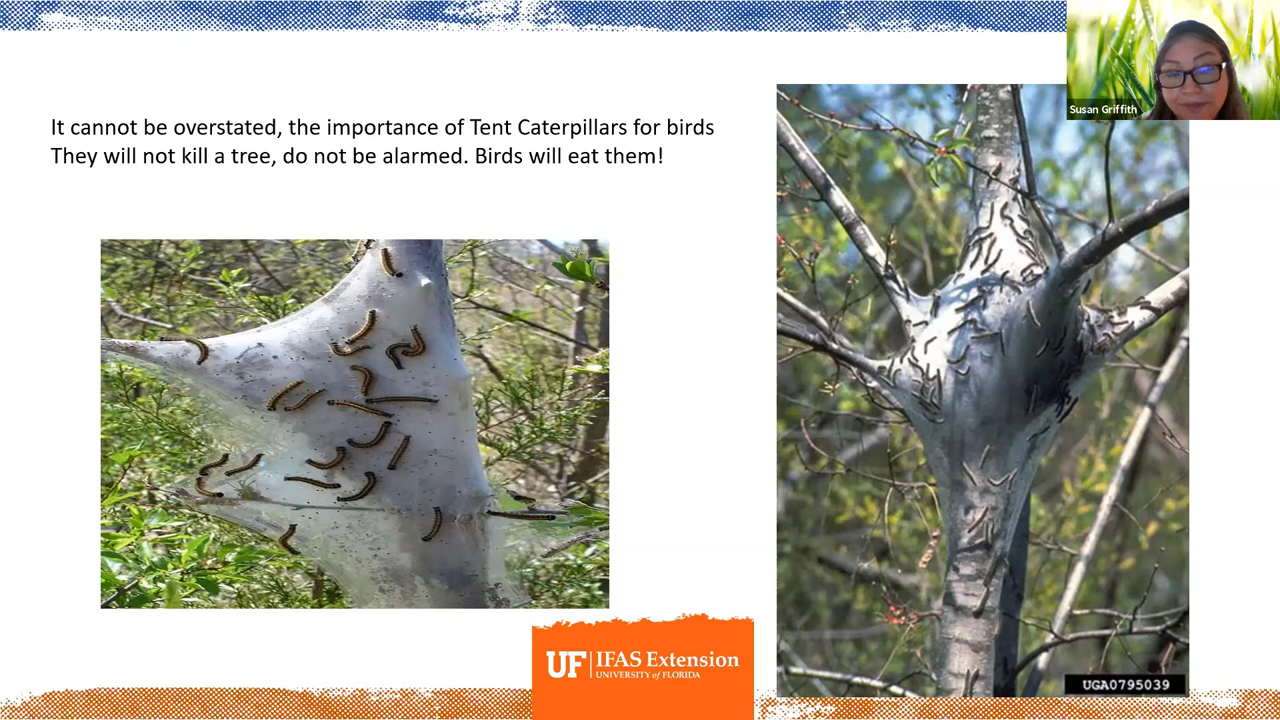 Susan Griffith
It cannot be overstated, the importance of Tent Caterpillars for birds
They will not kill a tree, do not be alarmed. Birds will eat them!
UF IFAS Extension
UNIVERSITY of FLORIDA
UGA0795039